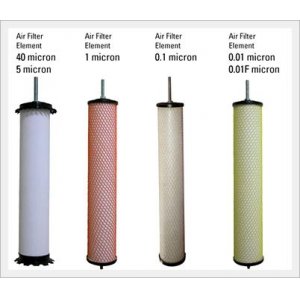 Air Filter
Element
40 micron
5 micron
Air Filter
Element
1 micron
Air Filter
Element
0.1 micron
Air Filter
Element
0.01 micron
0.01F micron